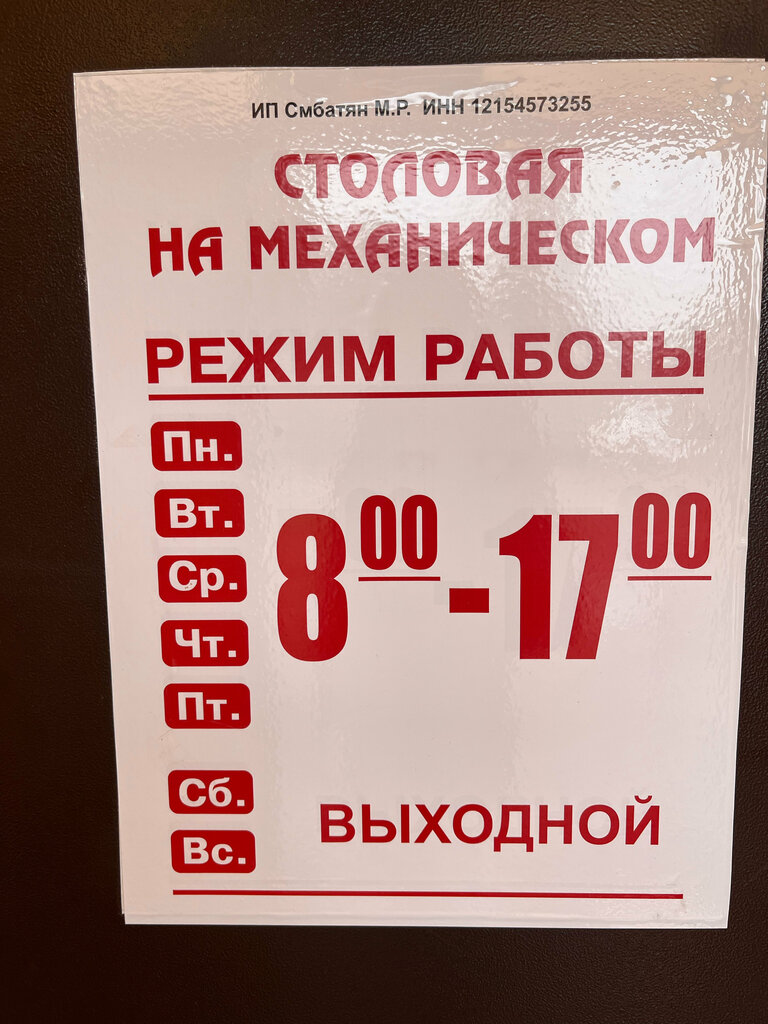 ИП Смбатян М.Р. ИНН 12154573255
СТОЛОВАЯ
НА МЕХАНИЧЕСКОМ
РЕЖИМ РАБОТЫ
Пн.
Вт.
Ср.
Чт.
Пт.
8⁰⁰-17⁰⁰
Сб.
Вс.
ВЫХОДНОЙ